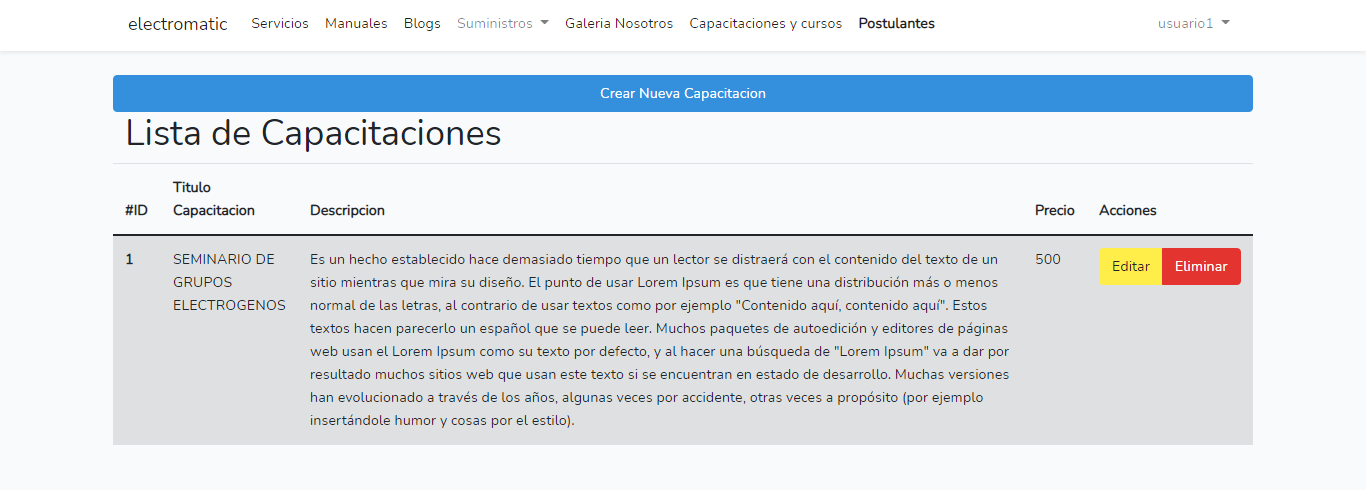 electromatic Servicios Manuales Blogs Suministros Galeria Nosotros Capacitaciones y cursos Postulantes usuario1
Crear Nueva Capacitacion
Lista de Capacitaciones
#ID Titulo Capacitacion Descripcion Precio Acciones
1
SEMINARIO DE
GRUPOS
ELECTROGENOS
Es un hecho establecido hace demasiado tiempo que un lector se distraerá con el contenido del texto de un
sitio mientras que mira su diseño. El punto de usar Lorem Ipsum es que tiene una distribución más o menos
normal de las letras, al contrario de usar textos como por ejemplo "Contenido aquí, contenido aquí". Estos
textos hacen parecerlo un español que se puede leer. Muchos paquetes de autoedición y editores de páginas
web usan el Lorem Ipsum como su texto por defecto, y al hacer una búsqueda de "Lorem Ipsum" va a dar por
resultado muchos sitios web que usan este texto si se encuentran en estado de desarrollo. Muchas versiones
han evolucionado a través de los años, algunas veces por accidente, otras veces a propósito (por ejemplo
insertándole humor y cosas por el estilo).
500
Editar Eliminar